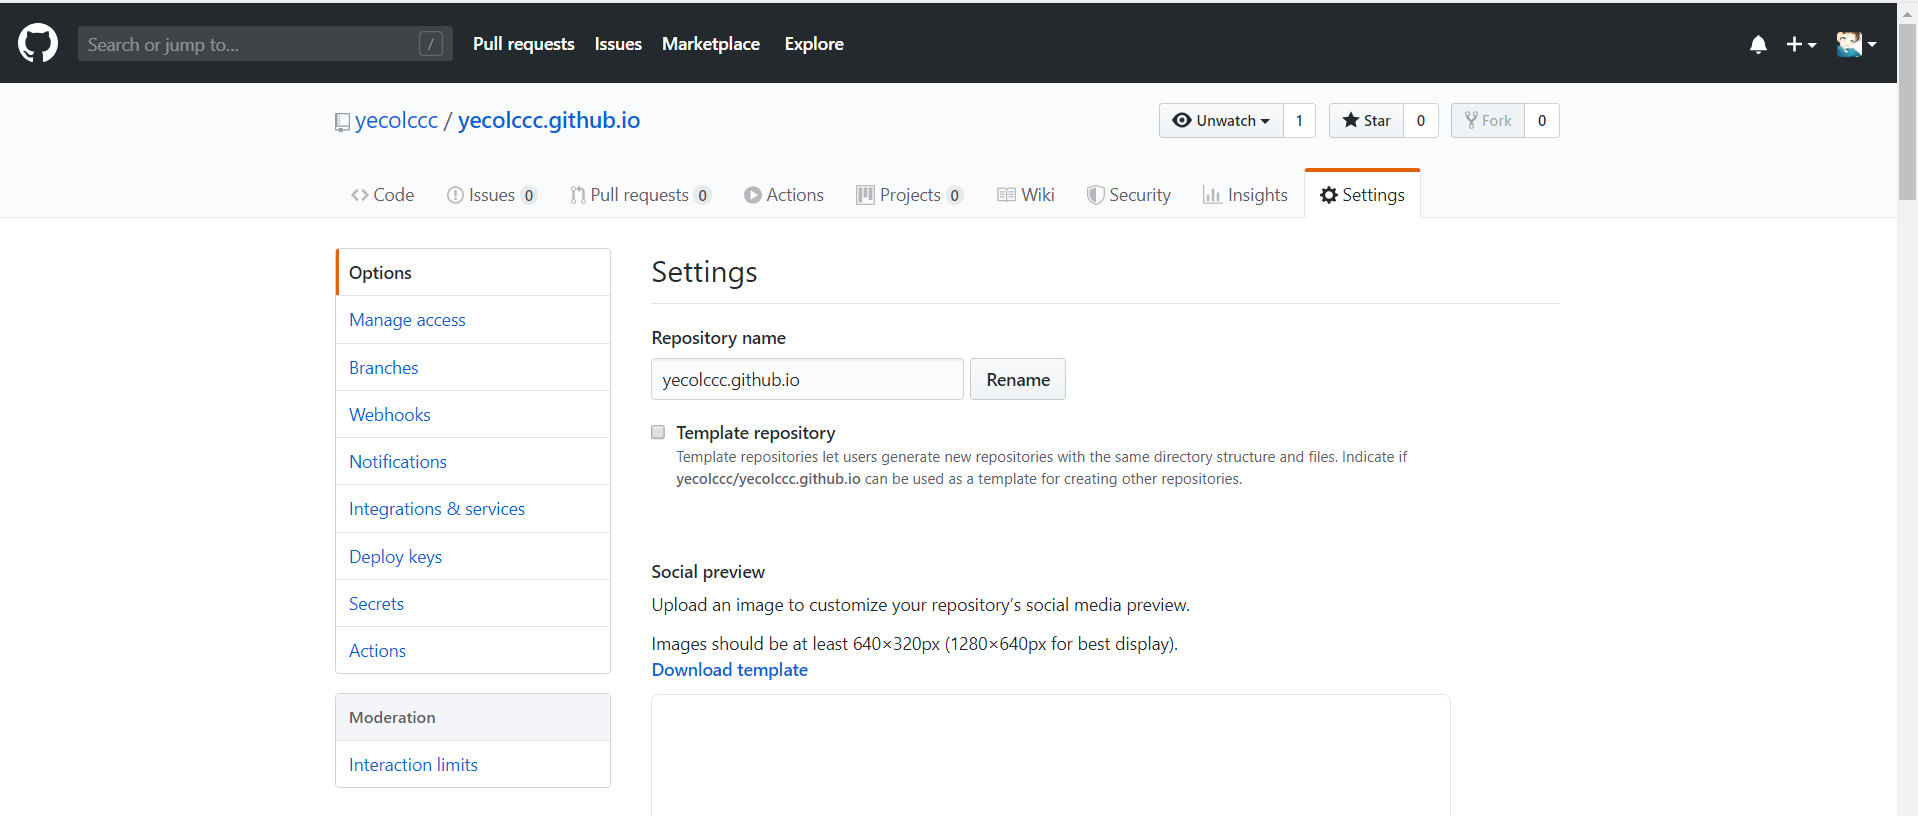 Search or jump to... /
Pull requests Issues Marketplace Explore
yecolccc / yecolccc.github.io
Unwatch 1 Star 0 Fork 0
Code Issues 0 Pull requests 0 Actions Projects 0 Wiki Security Insights Settings
Options
Manage access
Branches
Webhooks
Notifications
Integrations & services
Deploy keys
Secrets
Actions
Moderation
Interaction limits
Settings
Repository name
yecolccc.github.io Rename
Template repository
Template repositories let users generate new repositories with the same directory structure and files. Indicate if
yecolccc/yecolccc.github.io can be used as a template for creating other repositories.
Social preview
Upload an image to customize your repository’s social media preview.
Images should be at least 640×320px (1280×640px for best display).
Download template